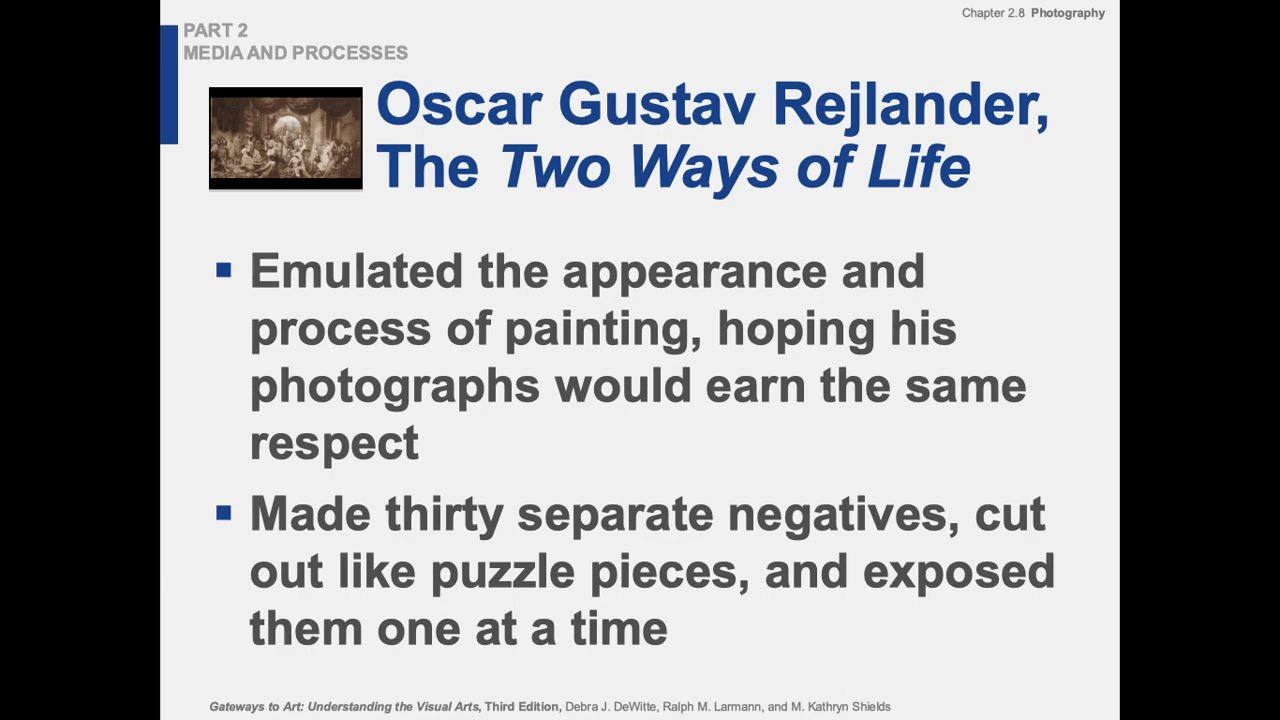 Chapter 2.8 Photography
PART 2
MEDIA AND PROCESSES
Oscar Gustav Rejlander,
The Two Ways of Life
▪ Emulated the appearance and
process of painting, hoping his
photographs would earn the same
respect
▪ Made thirty separate negatives, cut
out like puzzle pieces, and exposed
them one at a time
Gateways to Art: Understanding the Visual Arts, Third Edition, Debra J. DeWitte, Ralph M. Larmann, and M. Kathryn Shields